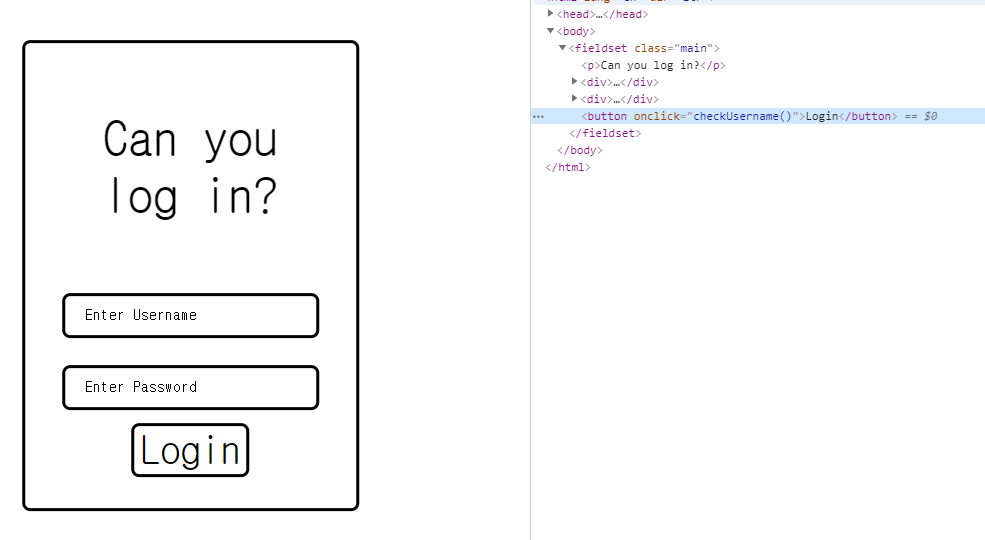 Can you
log in?
Enter Username
Enter Password
Login
<head>…</head>
<body>
<fieldset class="main">
<p>Can you log in?</p>
<div>…</div>
<div>…</div>
<button onclick="checkUsername()">Login</button> == $0
</fieldset>
</body>
</html>